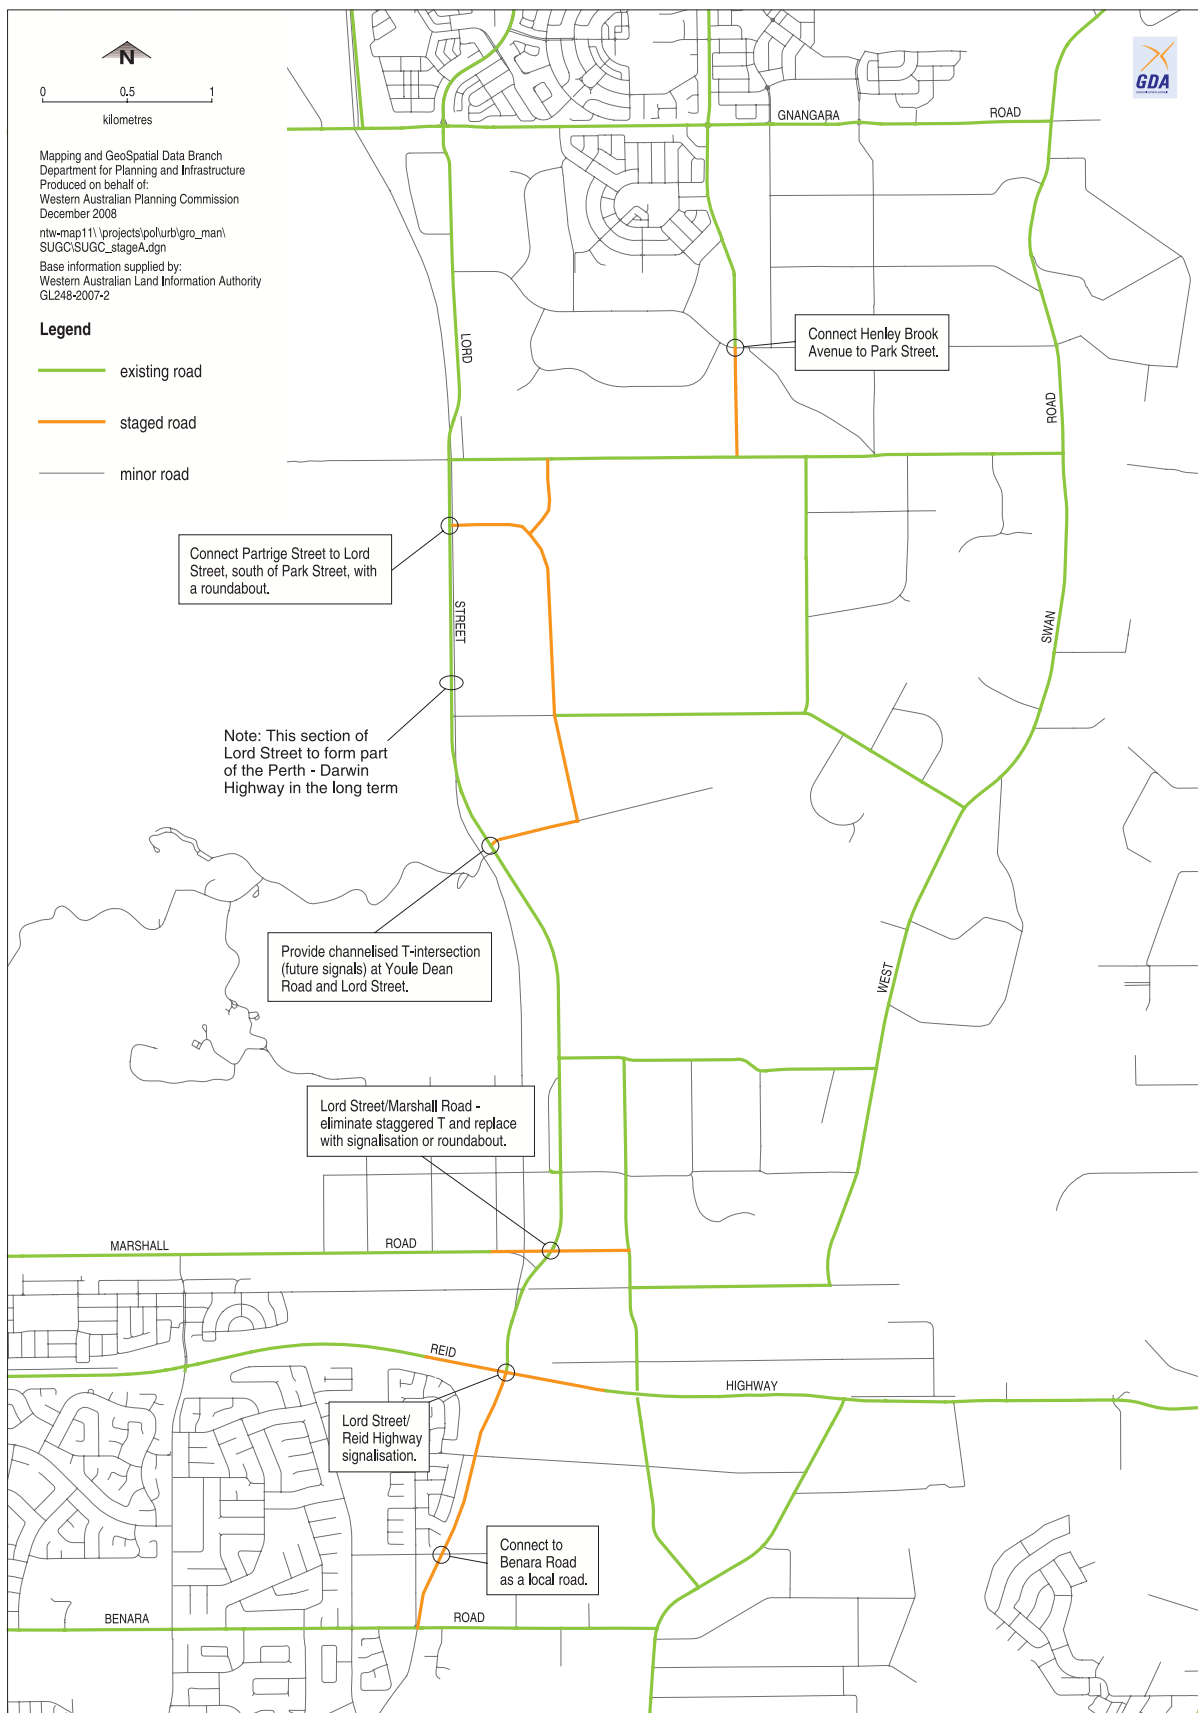 N
0 0.5 1
kilometres
Mapping and GeoSpatial Data Branch
Department for Planning and Infrastructure
Produced on behalf of:
Western Australian Planning Commission
December 2008
ntw-map11\ \projects\pol\urb\gro_man\
SUGC\SUGC_stageA.dgn
Base information supplied by:
Western Australian Land Information Authority
GL248-2007-2
Legend
existing road
staged road
minor road
GDA
GNANGARA ROAD
LORD
Connect Henley Brook
Avenue to Park Street.
ROAD
Connect Partrige Street to Lord
Street, south of Park Street, with
a roundabout.
STREET
SWAN
Note: This section of
Lord Street to form part
of the Perth - Darwin
Highway in the long term
Provide channelised T-intersection
(future signals) at Youle Dean
Road and Lord Street.
WEST
Lord Street/Marshall Road -
eliminate staggered T and replace
with signalisation or roundabout.
MARSHALL ROAD
REID
HIGHWAY
Lord Street/
Reid Highway
signalisation.
Connect to
Benara Road
as a local road.
BENARA ROAD